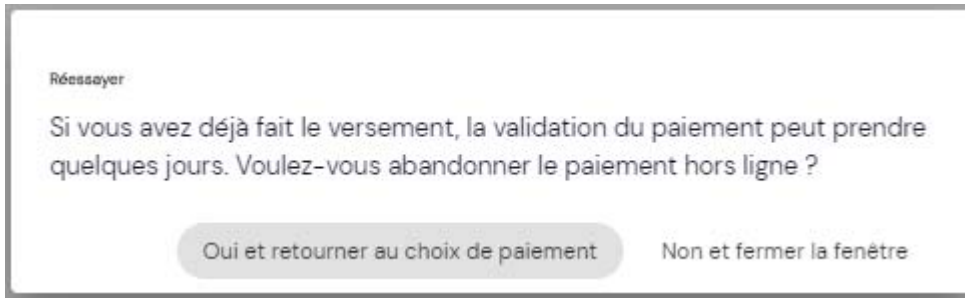 Réessayer
Si vous avez déjà fait le versement, la validation du paiement peut prendre
quelques jours. Voulez-vous abandonner le paiement hors ligne ?
Oui et retourner au choix de paiement Non et fermer la fenêtre